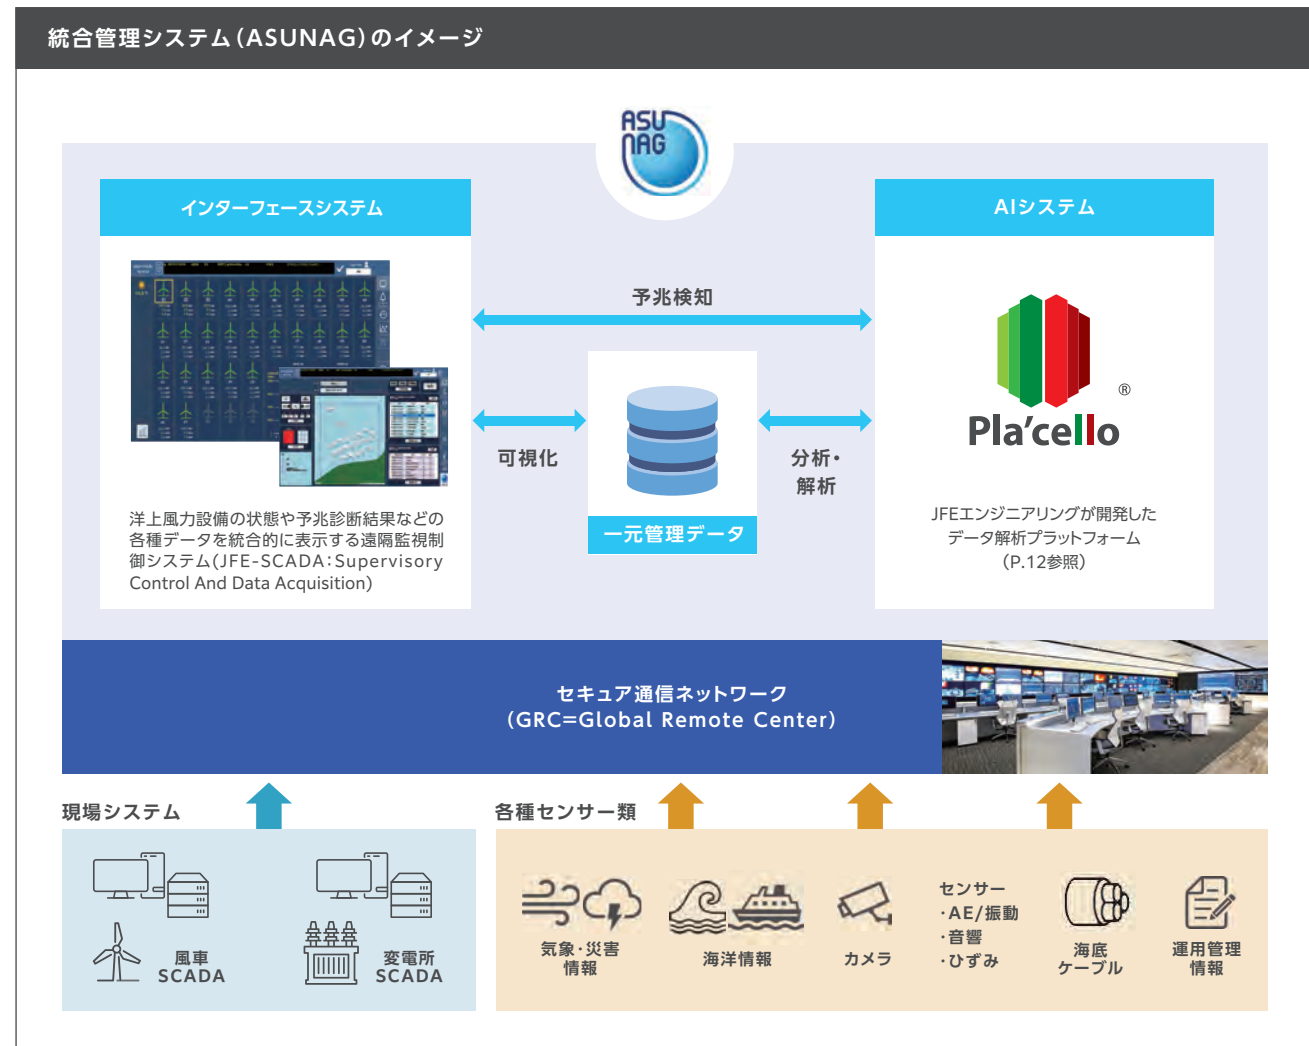 統合管理システム（ASUNAG）のイメージ
ASU
NAG
インターフェースシステム
AIシステム
予兆検知
可視化
分析・
解析
一元管理データ
Pla'cello
®
洋上風力設備の状態や予兆診断結果などの
各種データを統合的に表示する遠隔監視制
御システム(JFE-SCADA：Supervisory
Control And Data Acquisition)
JFEエンジニアリングが開発した
データ解析プラットフォーム
（P.12参照）
セキュア通信ネットワーク
（GRC=Global Remote Center）
現場システム
風車
SCADA
変電所
SCADA
各種センサー類
気象・災害
情報
海洋情報
カメラ
センサー
・AE/振動
・音響
・ひずみ
海底
ケーブル
運用管理
情報